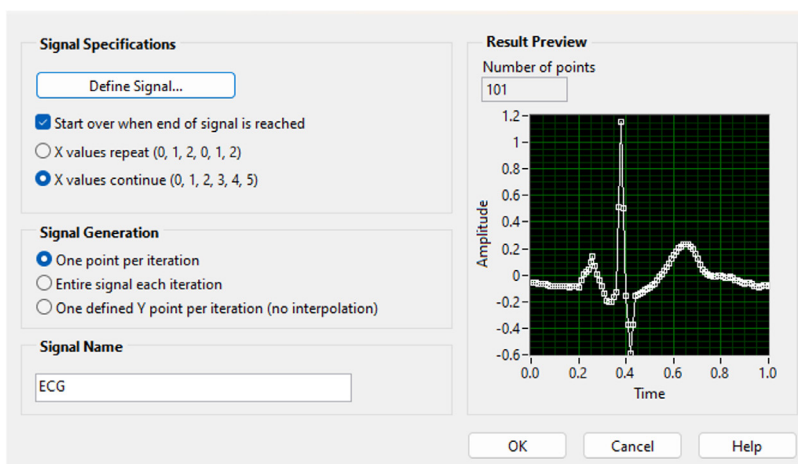 Signal Specifications
Define Signal...
Start over when end of signal is reached
X values repeat (0, 1, 2, 0, 1, 2)
X values continue (0, 1, 2, 3, 4, 5)
Signal Generation
One point per iteration
Entire signal each iteration
One defined Y point per iteration (no interpolation)
Signal Name
ECG
Result Preview
Number of points
101
1.2
1
0.8
0.6
0.4
0.2
0
-0.2
-0.4
-0.6
Amplitude
0.0 0.2 0.4 0.6 0.8 1.0
Time
OK Cancel Help